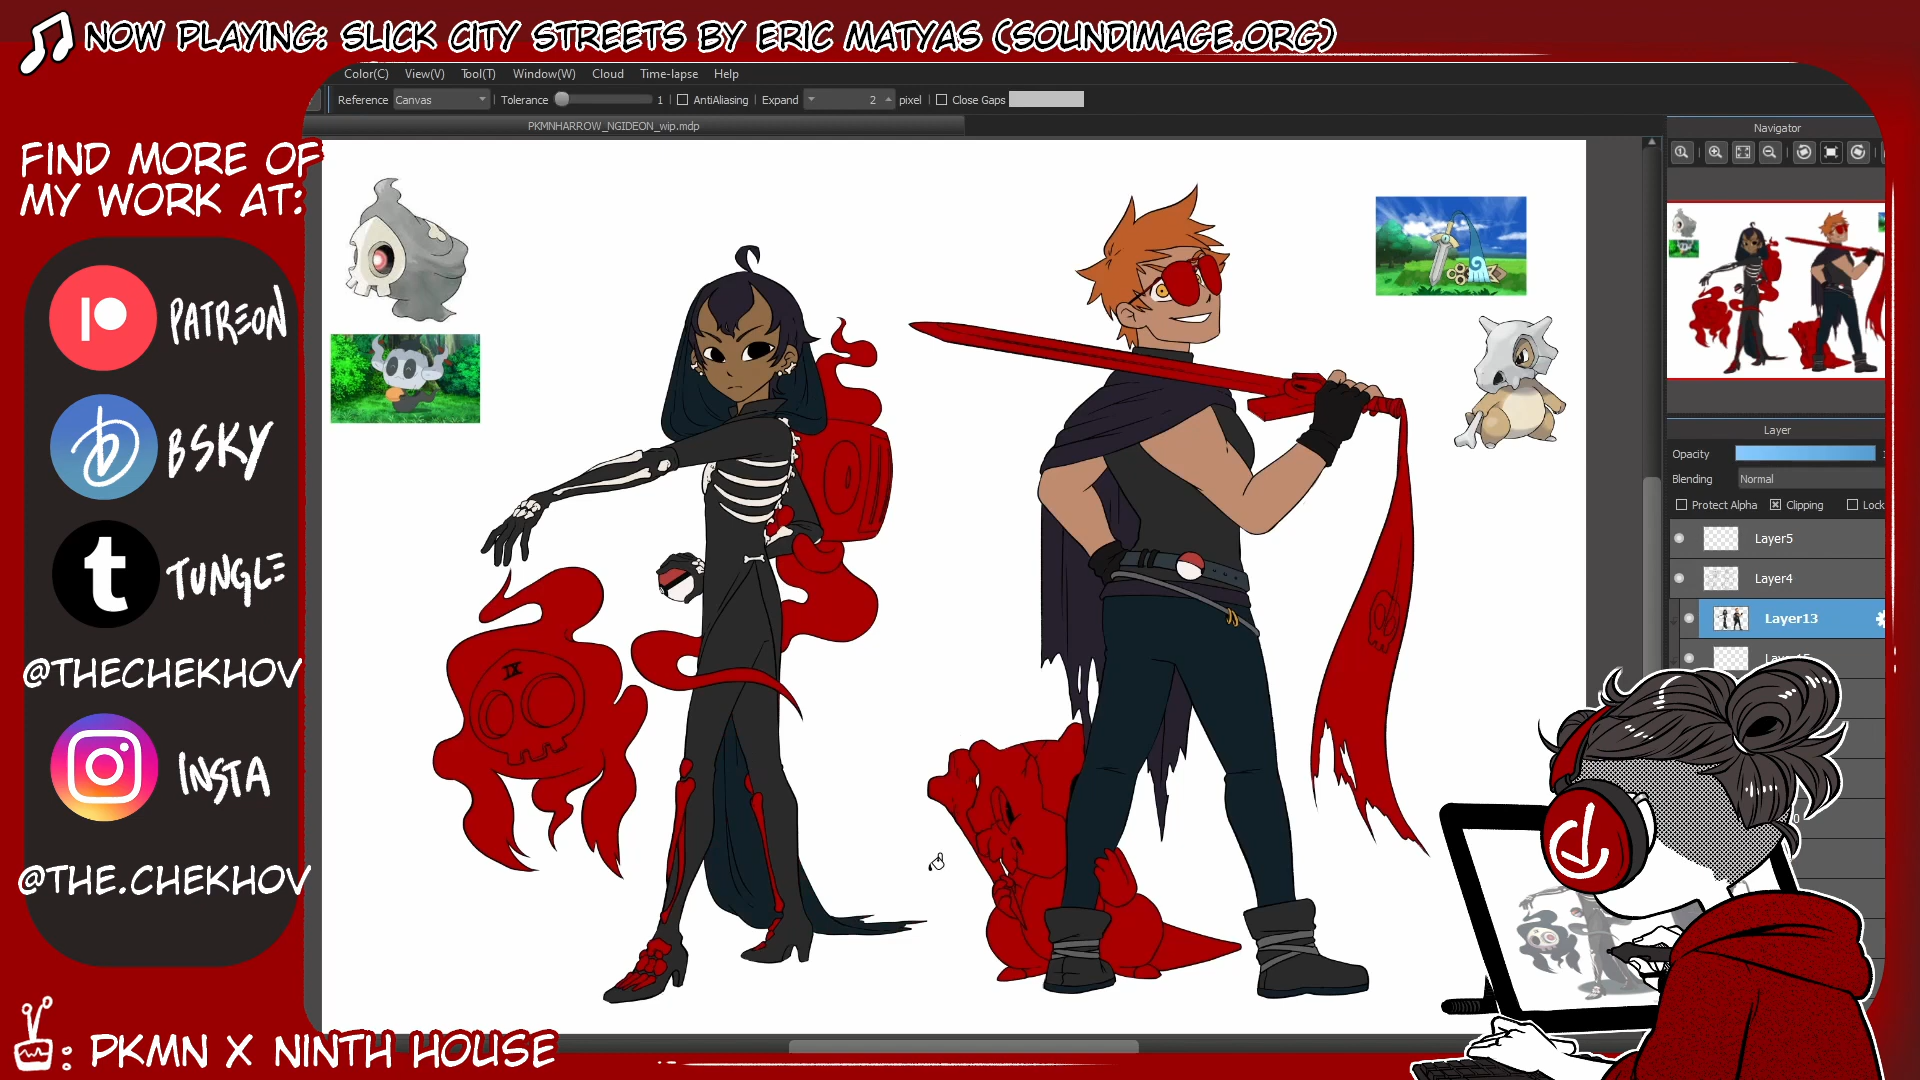 NOW PLAYING: SLICK CITY STREETS BY ERIC MATYAS (SOUNDIMAGE.ORG)
Color(C) View(V) Tool(T) Window(W) Cloud Time-lapse Help
Reference Canvas Tolerance 1 AntiAliasing Expand 2 pixel Close Gaps
PKMNHARROW_NGIDEON_wip.mdp
Navigator
FIND MORE OF
MY WORK AT:
PATREON
BSKY
TUNGLE
@THECHEKHOV
INSTA
@THE.CHEKHOV
IX
Layer
Opacity
Blending Normal
Protect Alpha Clipping Lock
Layer5
Layer4
Layer13
: PKMN X NINTH HOUSE